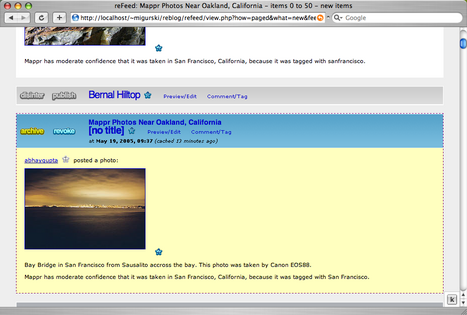 reFeed: Mappr Photos Near Oakland, California – items 0 to 50 – new items
http://localhost/~migurski/reblog/refeed/view.php?how=paged&what=new&fee
Google
Mappr has moderate confidence that it was taken in San Francisco, California, because it was tagged with sanfrancisco.
disinter publish Bernal Hilltop Preview/Edit Comment/Tag
Mappr Photos Near Oakland, California
archive revoke [no title] Preview/Edit Comment/Tag
at May 19, 2005, 09:37 (cached 13 minutes ago)
abhaygupta posted a photo:
Bay Bridge in San Francisco from Sausalito accross the bay. This photo was taken by Canon EOS88.
Mappr has moderate confidence that it was taken in San Francisco, California, because it was tagged with San Francisco.
k